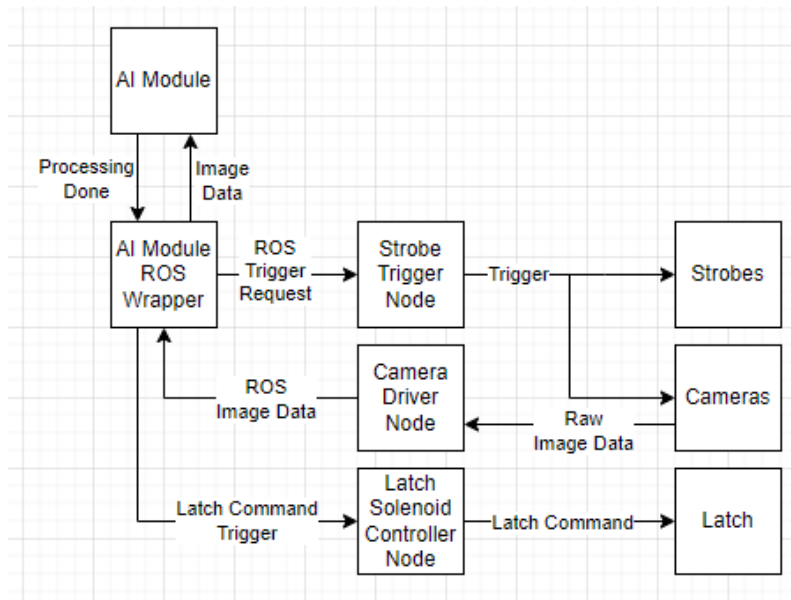 AI Module
Processing
Done
Image
Data
AI Module
ROS
Wrapper
ROS
Trigger
Request
Strobe
Trigger
Node
Trigger
Strobes
ROS
Image Data
Camera
Driver
Node
Raw
Image Data
Cameras
Latch Command
Trigger
Latch
Solenoid
Controller
Node
Latch Command
Latch